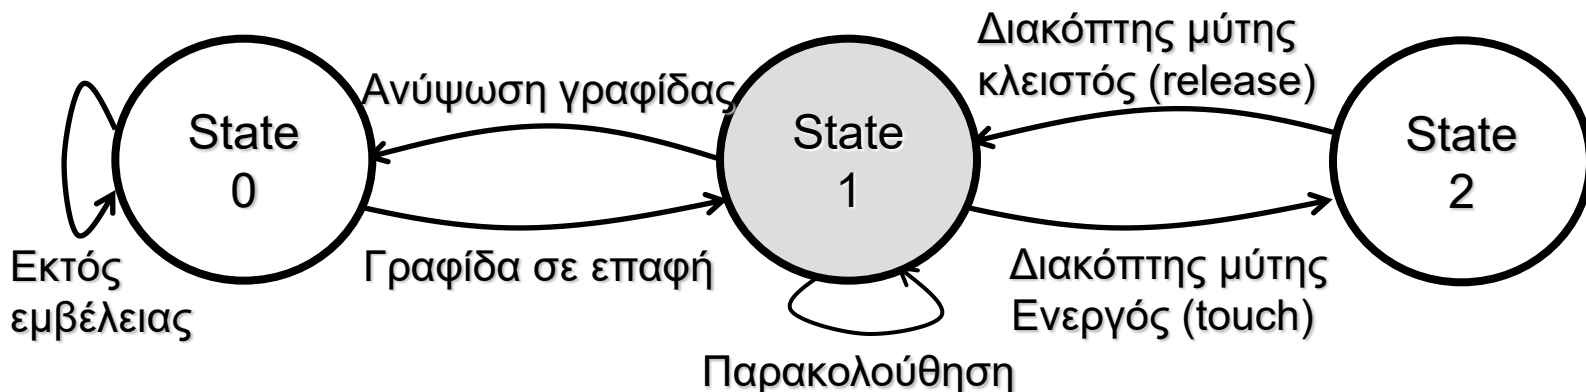 Διακόπτης μύτης
κλειστός (release)
Ανύψωση γραφίδας
State
0
State
1
State
2
Εκτός
εμβέλειας
Γραφίδα σε επαφή
Διακόπτης μύτης
Ενεργός (touch)
Παρακολούθηση